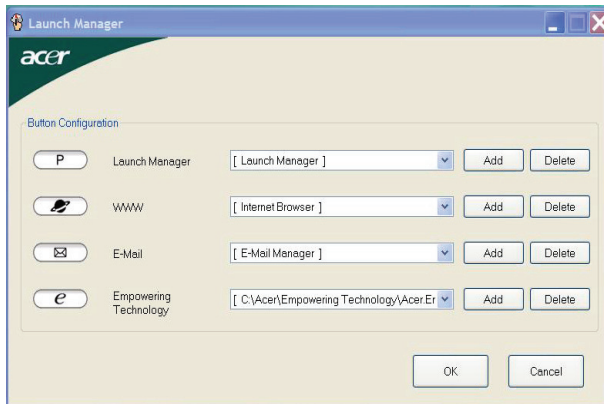 Launch Manager
acer
Button Configuration
P Launch Manager [ Launch Manager ] Add Delete
WWW [ Internet Browser ] Add Delete
E-Mail [ E-Mail Manager ] Add Delete
e Empowering Technology [ C:\Acer\Empowering Technology\Acer.Er Add Delete
OK Cancel